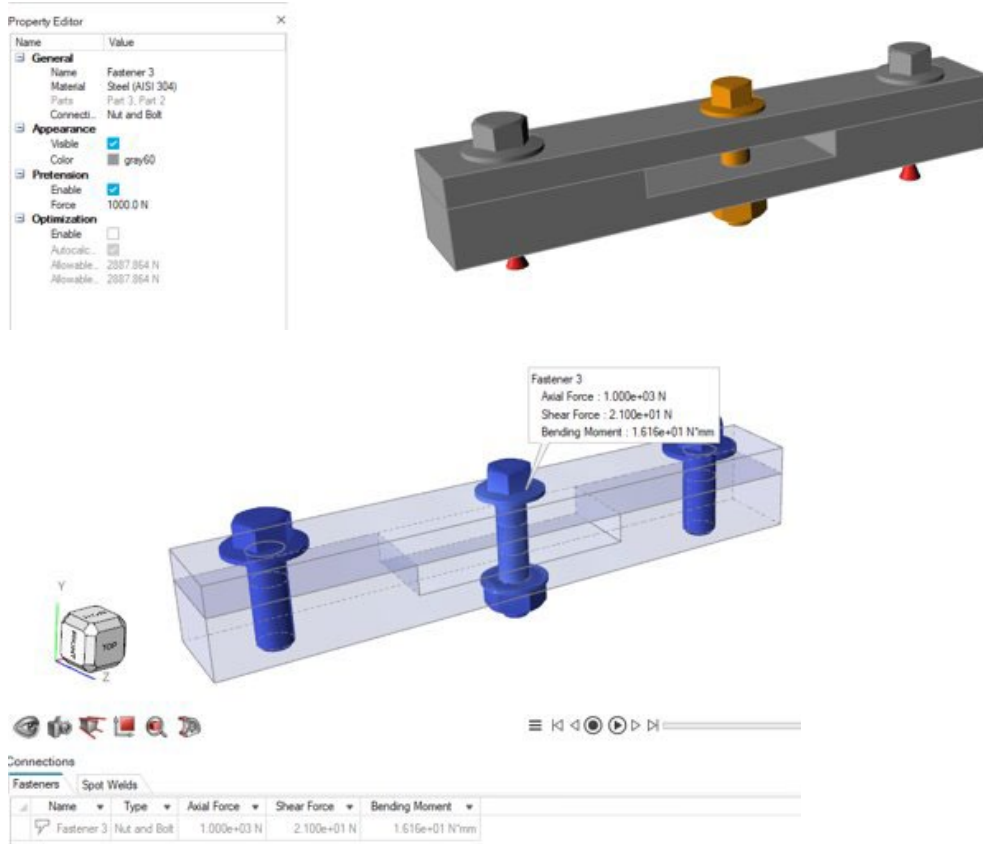 Property Editor
Name Value
General
Name Fastener 3
Material Steel (AISI 304)
Parts Part 3, Part 2
Connecti.. Nut and Bolt
Appearance
Visible
Color gray60
Pretension
Enable
Force 1000.0 N
Optimization
Enable
Autocalc..
Allowable.. 2887.864 N
Allowable.. 2887.864 N
Fastener 3
Axial Force : 1.000e+03 N
Shear Force : 2.100e+01 N
Bending Moment : 1.616e+01 N*mm
Y
FRONT
TOP
Z
Connections
Fasteners Spot Welds
Name Type Axial Force Shear Force Bending Moment
Fastener 3 Nut and Bolt 1.000e+03 N 2.100e+01 N 1.616e+01 N*mm